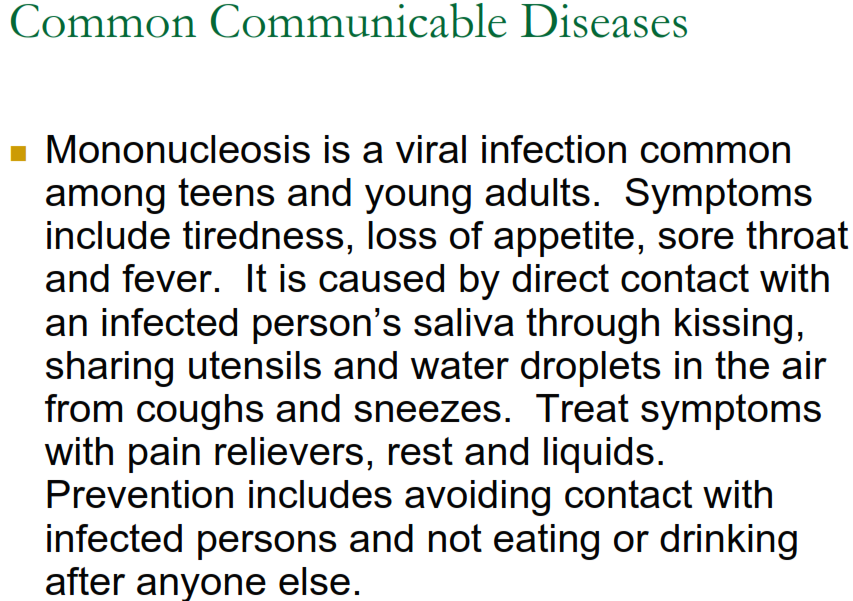 Common Communicable Diseases
Mononucleosis is a viral infection common
among teens and young adults.  Symptoms
include tiredness, loss of appetite, sore throat
and fever.  It is caused by direct contact with
an infected person’s saliva through kissing,
sharing utensils and water droplets in the air
from coughs and sneezes.  Treat symptoms
with pain relievers, rest and liquids.
Prevention includes avoiding contact with
infected persons and not eating or drinking
after anyone else.